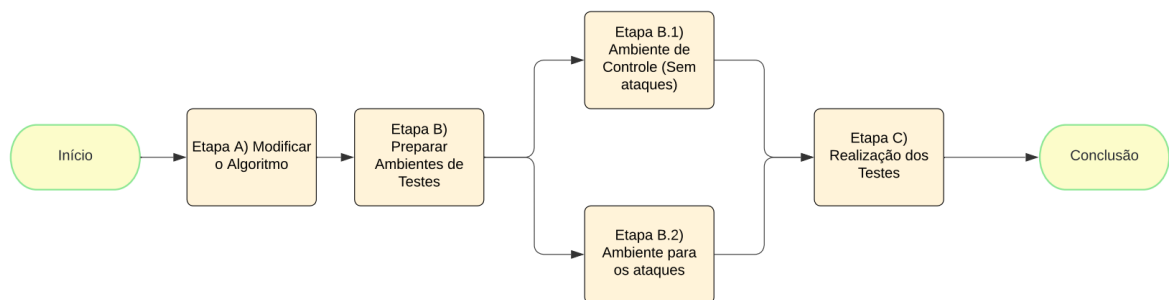 Início
Etapa A) Modificar
o Algoritmo
Etapa B)
Preparar
Ambientes de
Testes
Etapa B.1)
Ambiente de
Controle (Sem
ataques)
Etapa B.2)
Ambiente para
os ataques
Etapa C)
Realização dos
Testes
Conclusão